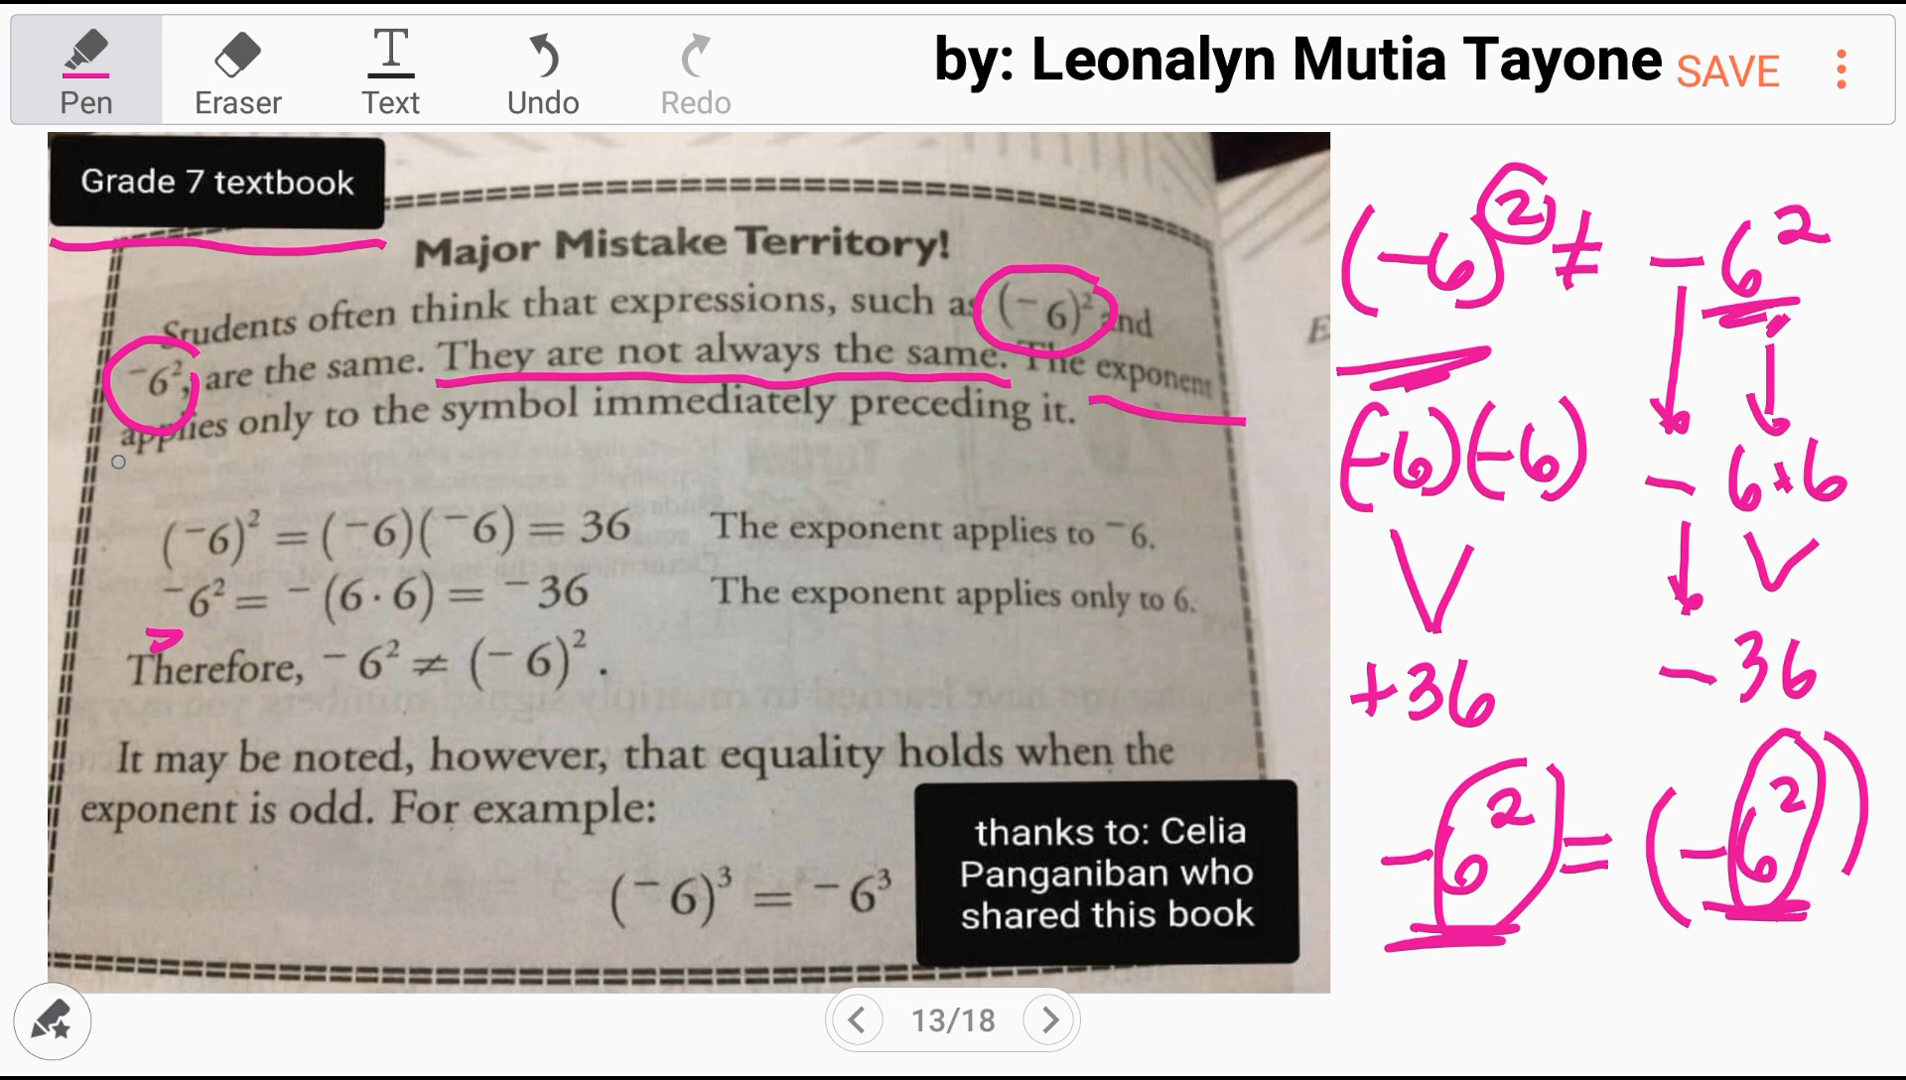 Pen
Eraser
Text
Undo
Redo
by: Leonalyn Mutia Tayone
SAVE
Grade 7 textbook
Major Mistake Territory!
Students often think that expressions, such as (⁻6)² and
⁻6², are the same. They are not always the same. The exponent
applies only to the symbol immediately preceding it.
(⁻6)² = (⁻6)(⁻6) = 36 The exponent applies to ⁻6.
⁻6² = ⁻(6 · 6) = ⁻36 The exponent applies only to 6.
Therefore, ⁻6² ≠ (⁻6)².
It may be noted, however, that equality holds when the
exponent is odd. For example:
(⁻6)³ = ⁻6³
thanks to: Celia
Panganiban who
shared this book
(-6)² ≠ -6²
(-6)(-6) - 6·6
+36 -36
-6² = (-6²)
13/18